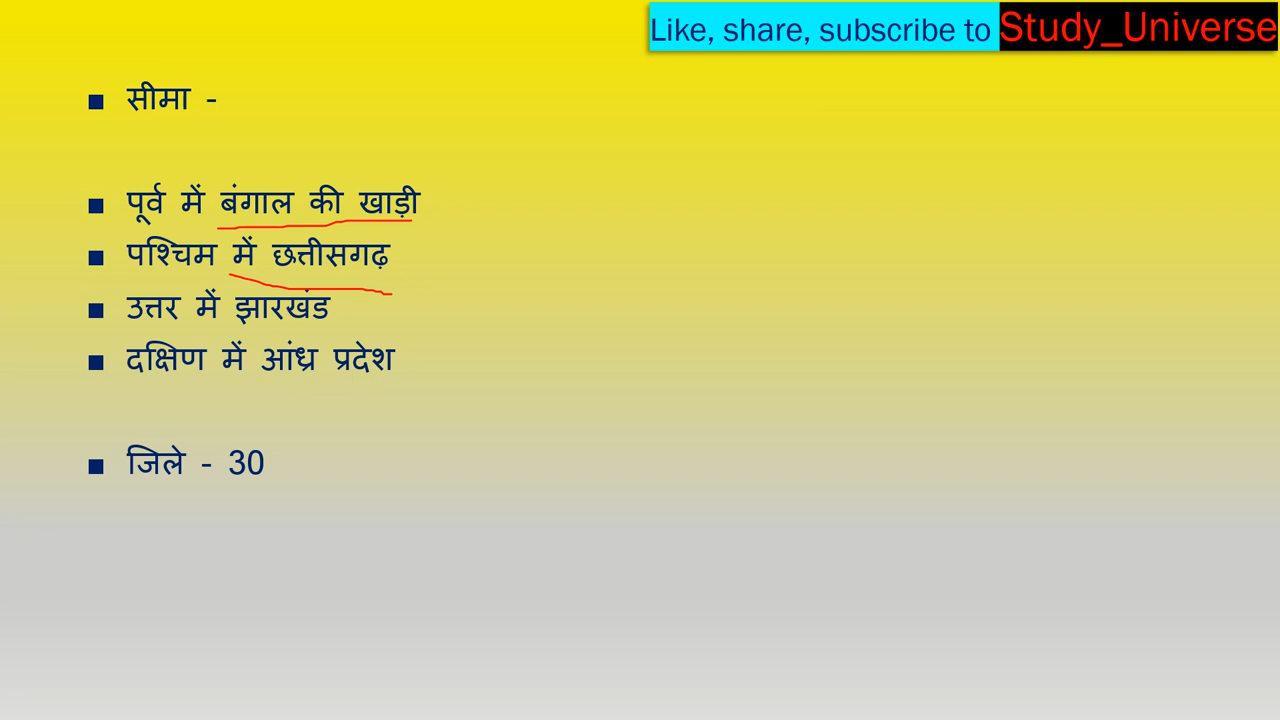 Like, share, subscribe to Study_Universe
▪ सीमा -
▪ पूर्व में बंगाल की खाड़ी
▪ पश्चिम में छत्तीसगढ़
▪ उत्तर में झारखंड
▪ दक्षिण में आंध्र प्रदेश
▪ जिले - 30